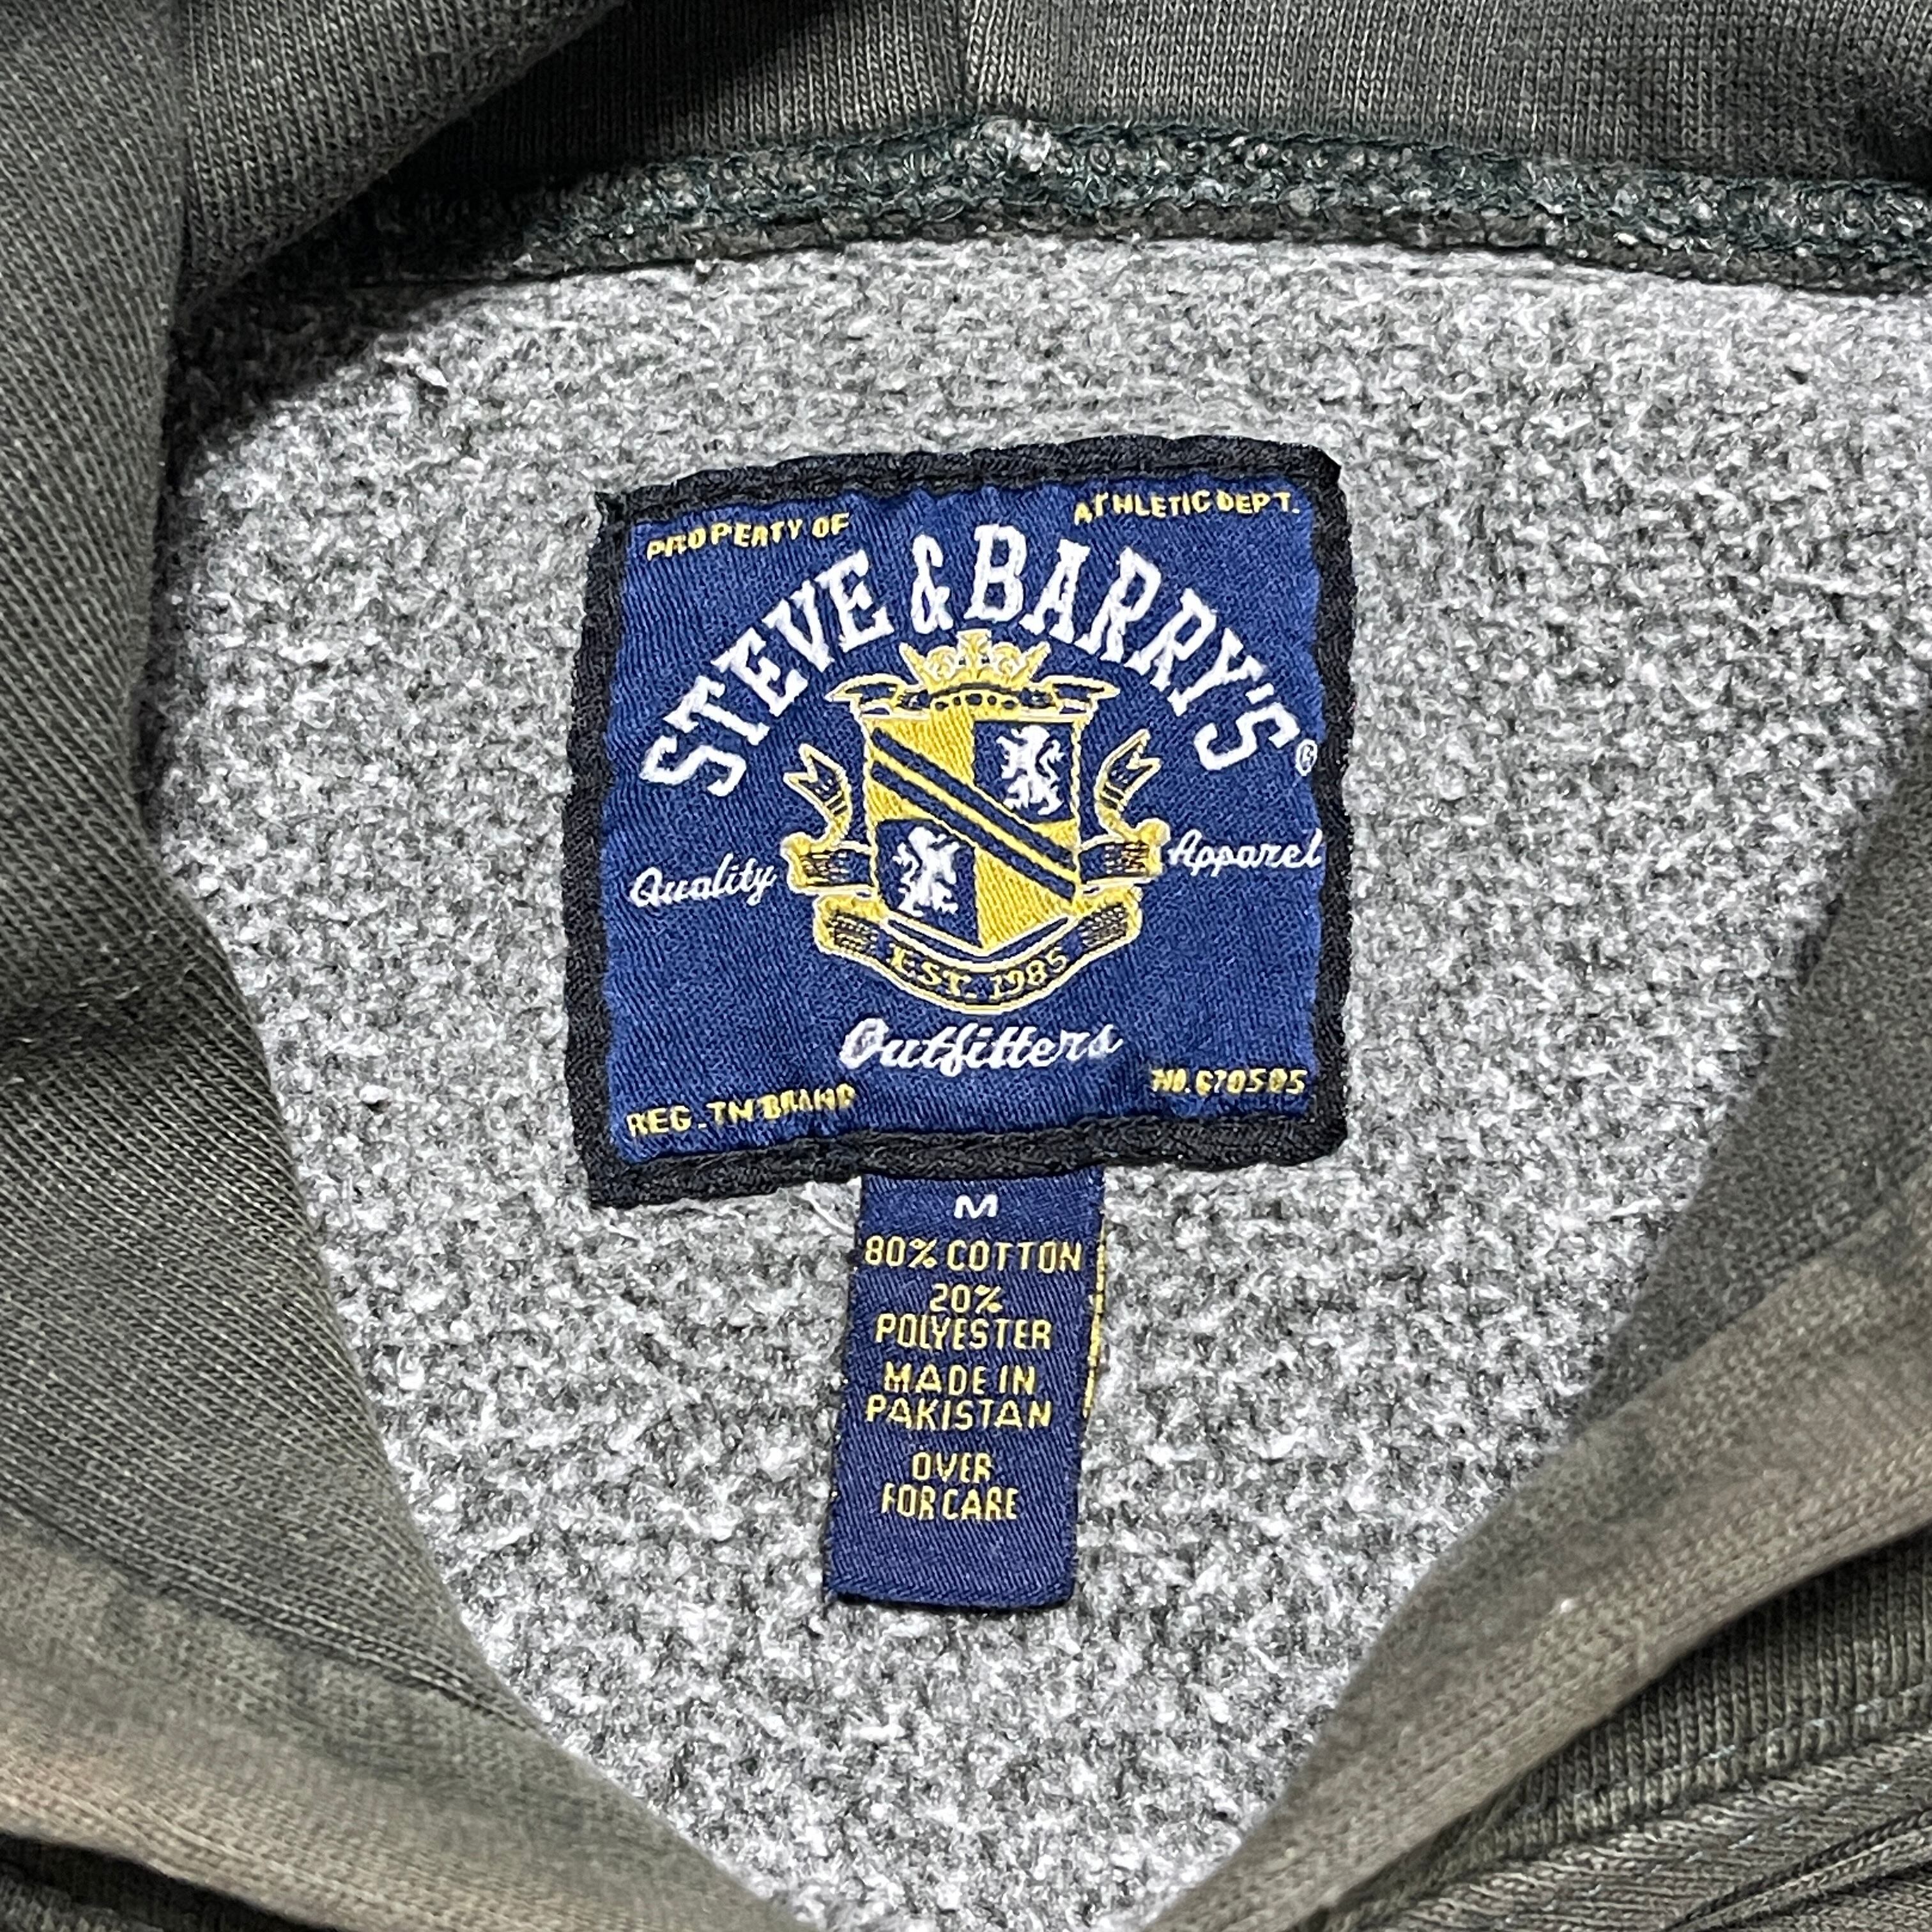 PROPERTY OF
ATHLETIC DEPT.
STEVE & BARRY'S®
Quality
Apparel
EST. 1985
Outfitters
REG. TM BRAND
NO. 670505
M
80% COTTON
20%
POLYESTER
MADE IN
PAKISTAN
OVER
FOR CARE